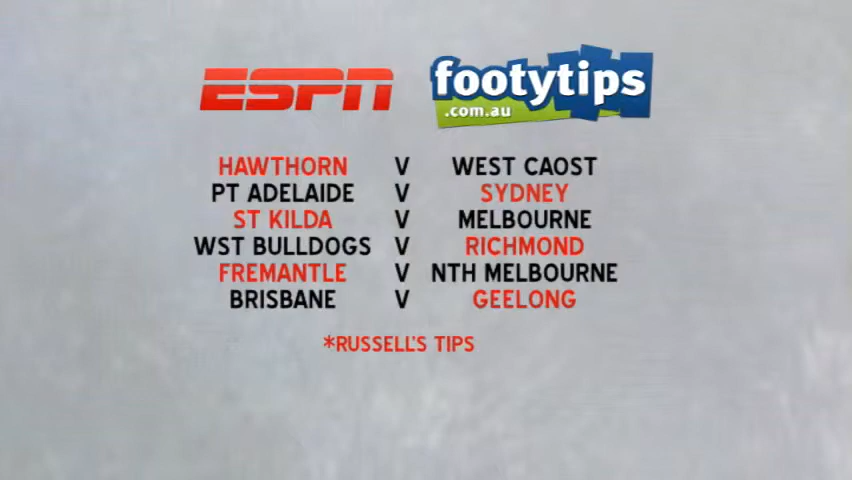 ESPN footytips
.com.au
HAWTHORN V WEST CAOST
PT ADELAIDE V SYDNEY
ST KILDA V MELBOURNE
WST BULLDOGS V RICHMOND
FREMANTLE V NTH MELBOURNE
BRISBANE V GEELONG
*RUSSELL'S TIPS